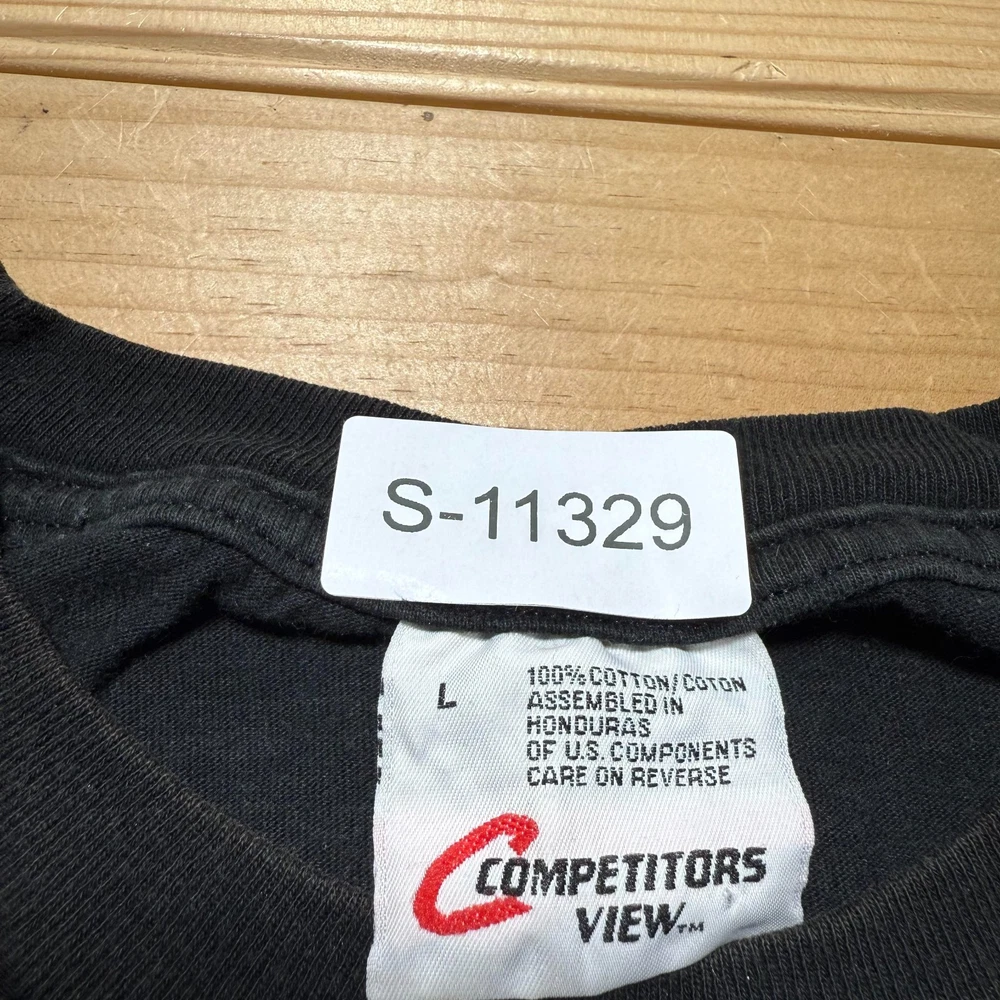 S-11329
L
100% COTTON/COTON
ASSEMBLED IN
HONDURAS
OF U.S. COMPONENTS
CARE ON REVERSE
COMPETITORS
VIEW™